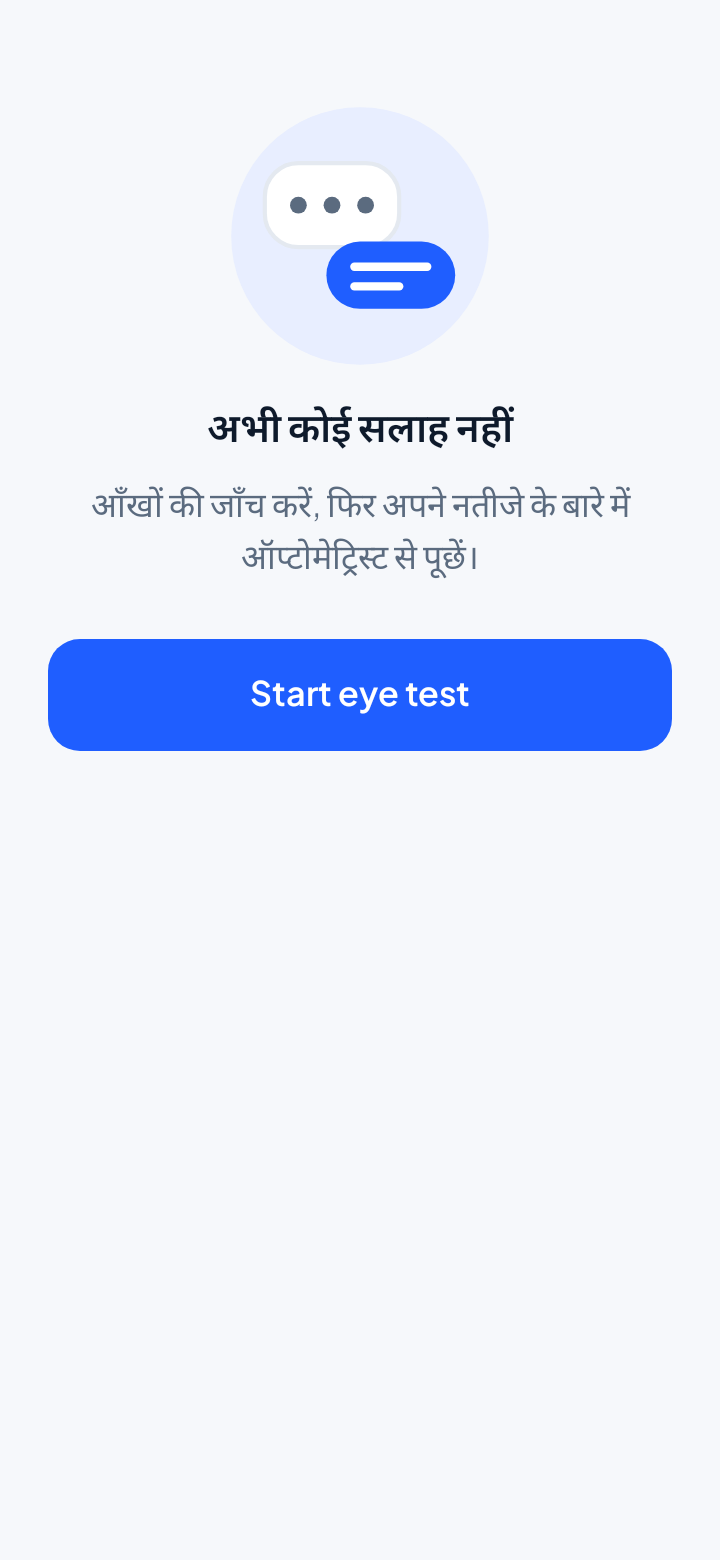 अभी कोई सलाह नहीं
आँखों की जाँच करें, फिर अपने नतीजे के बारे में
ऑप्टोमेट्रिस्ट से पूछें।
Start eye test